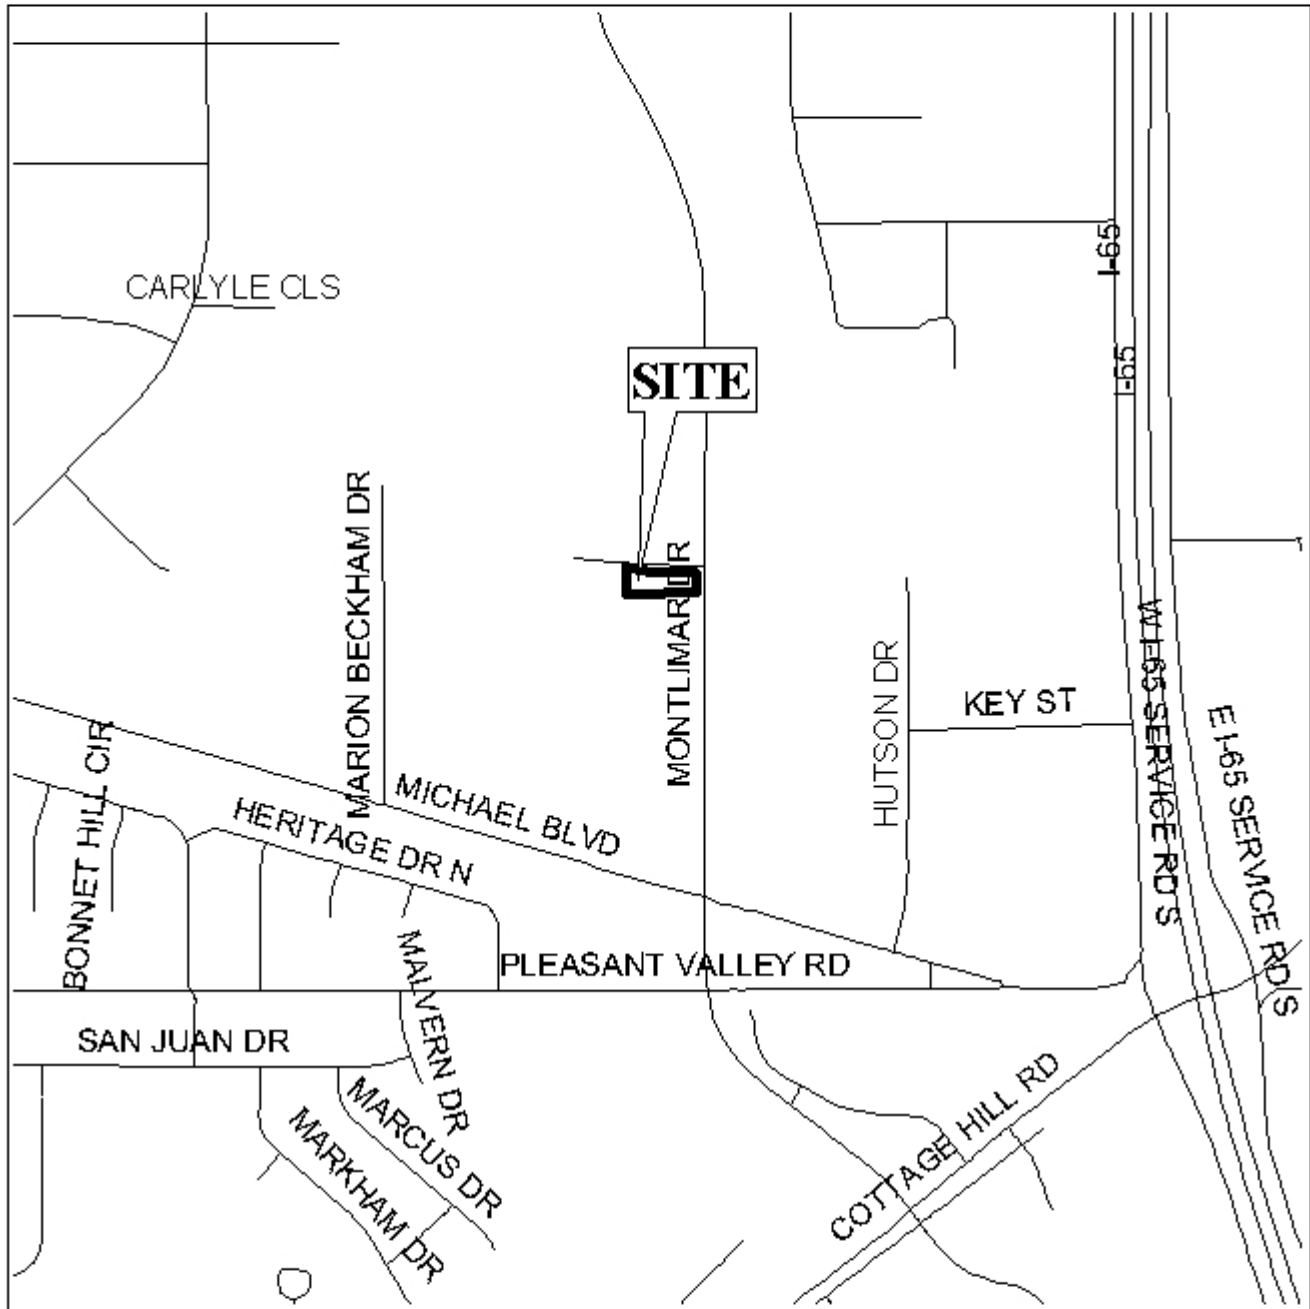 CARLYLE CLS
I-65
I-65
SITE
MARION BECKHAM DR
MONTLIMAR DR
HUTSON DR
KEY ST
W I-65 SERVICE RD S
E I-65 SERVICE RD S
BONNET HILL CIR
MICHAEL BLVD
HERITAGE DR N
MALVERN DR
PLEASANT VALLEY RD
SAN JUAN DR
MARCUS DR
MARKHAM DR
COTTAGE HILL RD